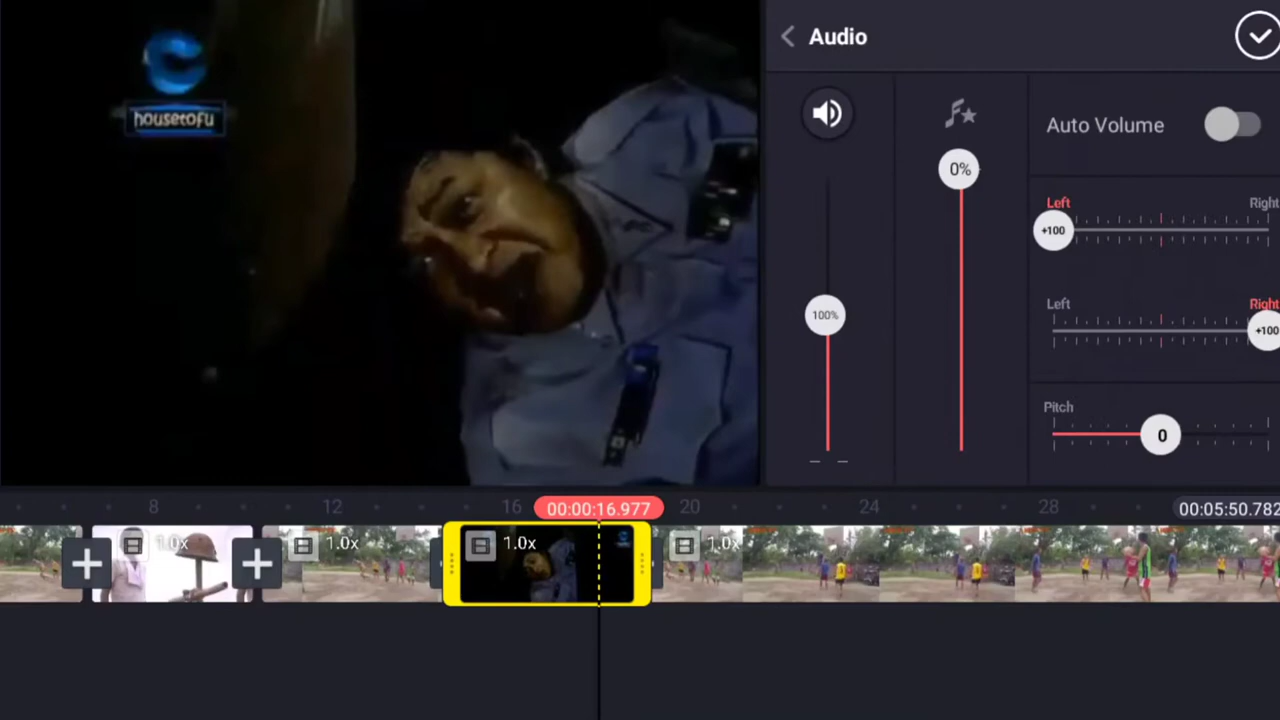 housetofu
Audio
0%
100%
Auto Volume
Left
Right
+100
Left
Right
+100
Pitch
0
8
12
16
00:00:16.977
20
24
28
00:05:50.782
1.0x
1.0x
1.0x
1.0x